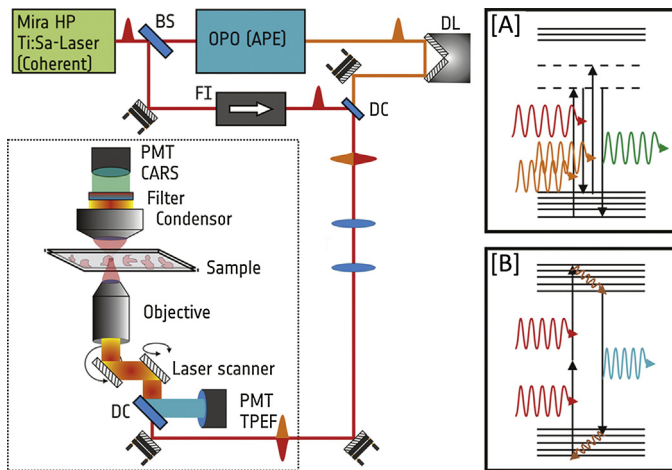 Mira HP
Ti:Sa-Laser
(Coherent)
BS
OPO (APE)
DL
FI
DC
PMT
CARS
Filter
Condensor
Sample
Objective
Laser scanner
DC
PMT
TPEF
[A]
[B]